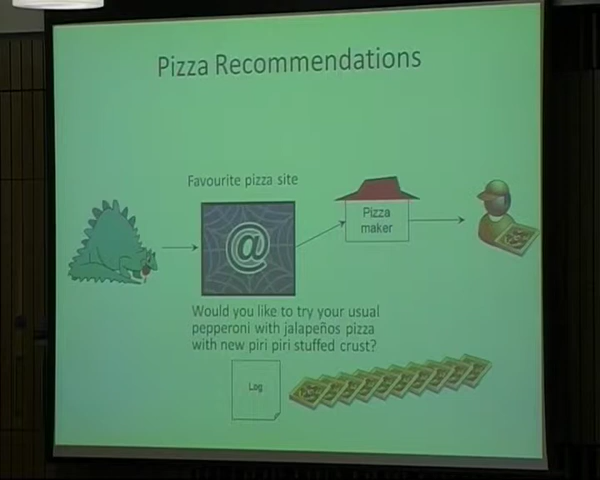 Pizza Recommendations
Favourite pizza site
@
Pizza
maker
Would you like to try your usual
pepperoni with jalapeños pizza
with new piri piri stuffed crust?
Log